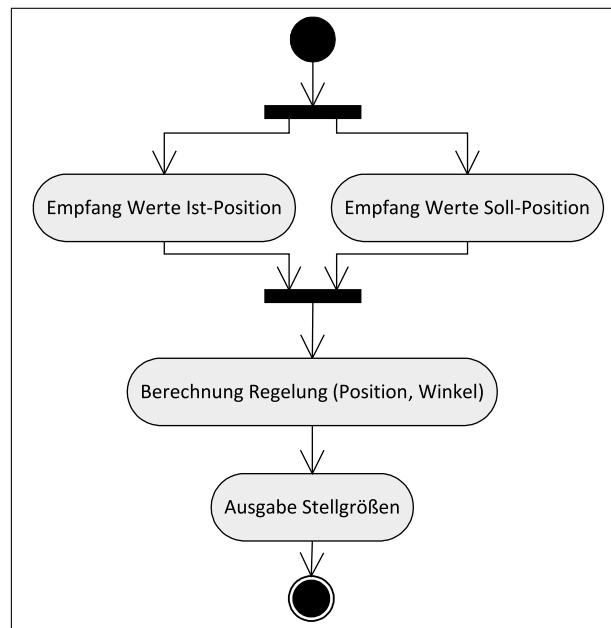 Empfang Werte Ist-Position
Empfang Werte Soll-Position
Berechnung Regelung (Position, Winkel)
Ausgabe Stellgrößen